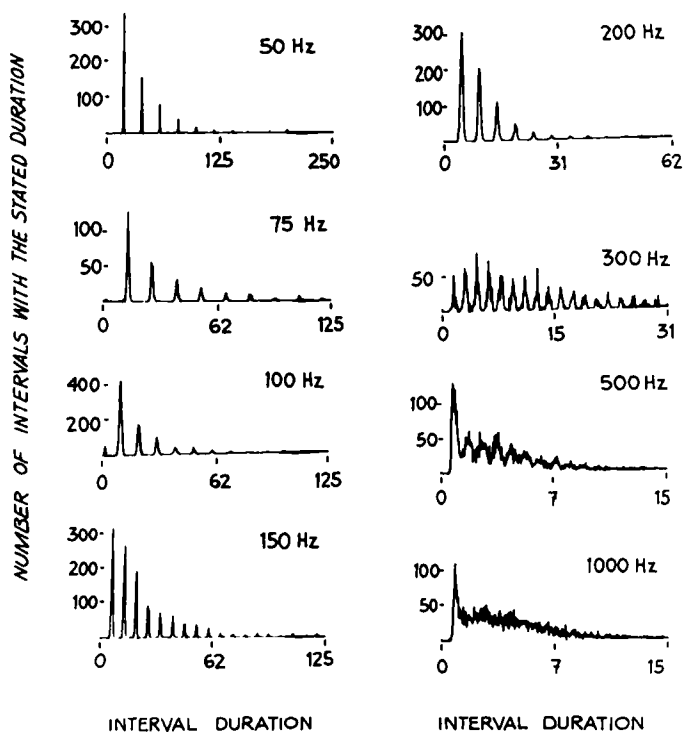 NUMBER OF INTERVALS WITH THE STATED DURATION
300-
200-
100-
50 Hz
0 125 250
100-
50-
75 Hz
0 62 125
400-
200-
100 Hz
0 62 125
300-
200-
100-
150 Hz
0 62 125
INTERVAL DURATION
300-
200-
100-
200 Hz
0 31 62
50-
300 Hz
0 15 31
100-
50-
500 Hz
0 7 15
100-
50-
1000 Hz
0 7 15
INTERVAL DURATION